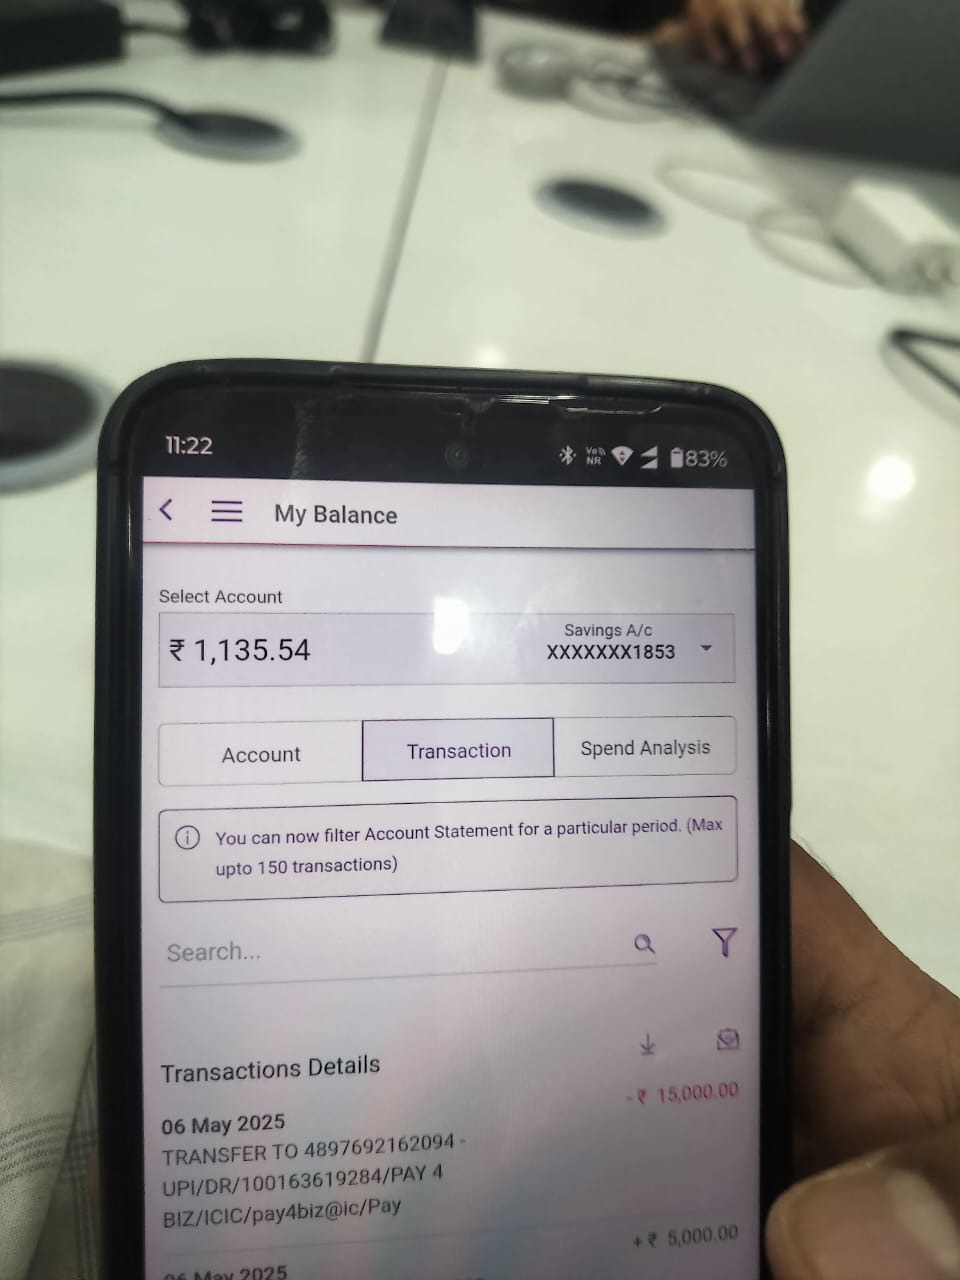 11:22
Vo
NR
83%
My Balance
Select Account
₹ 1,135.54
Savings A/c
XXXXXXX1853
Account
Transaction
Spend Analysis
You can now filter Account Statement for a particular period. (Max
upto 150 transactions)
Search...
Transactions Details
- ₹ 15,000.00
06 May 2025
TRANSFER TO 4897692162094 -
UPI/DR/100163619284/PAY 4
BIZ/ICIC/pay4biz@ic/Pay
+ ₹ 5,000.00
06 May 2025